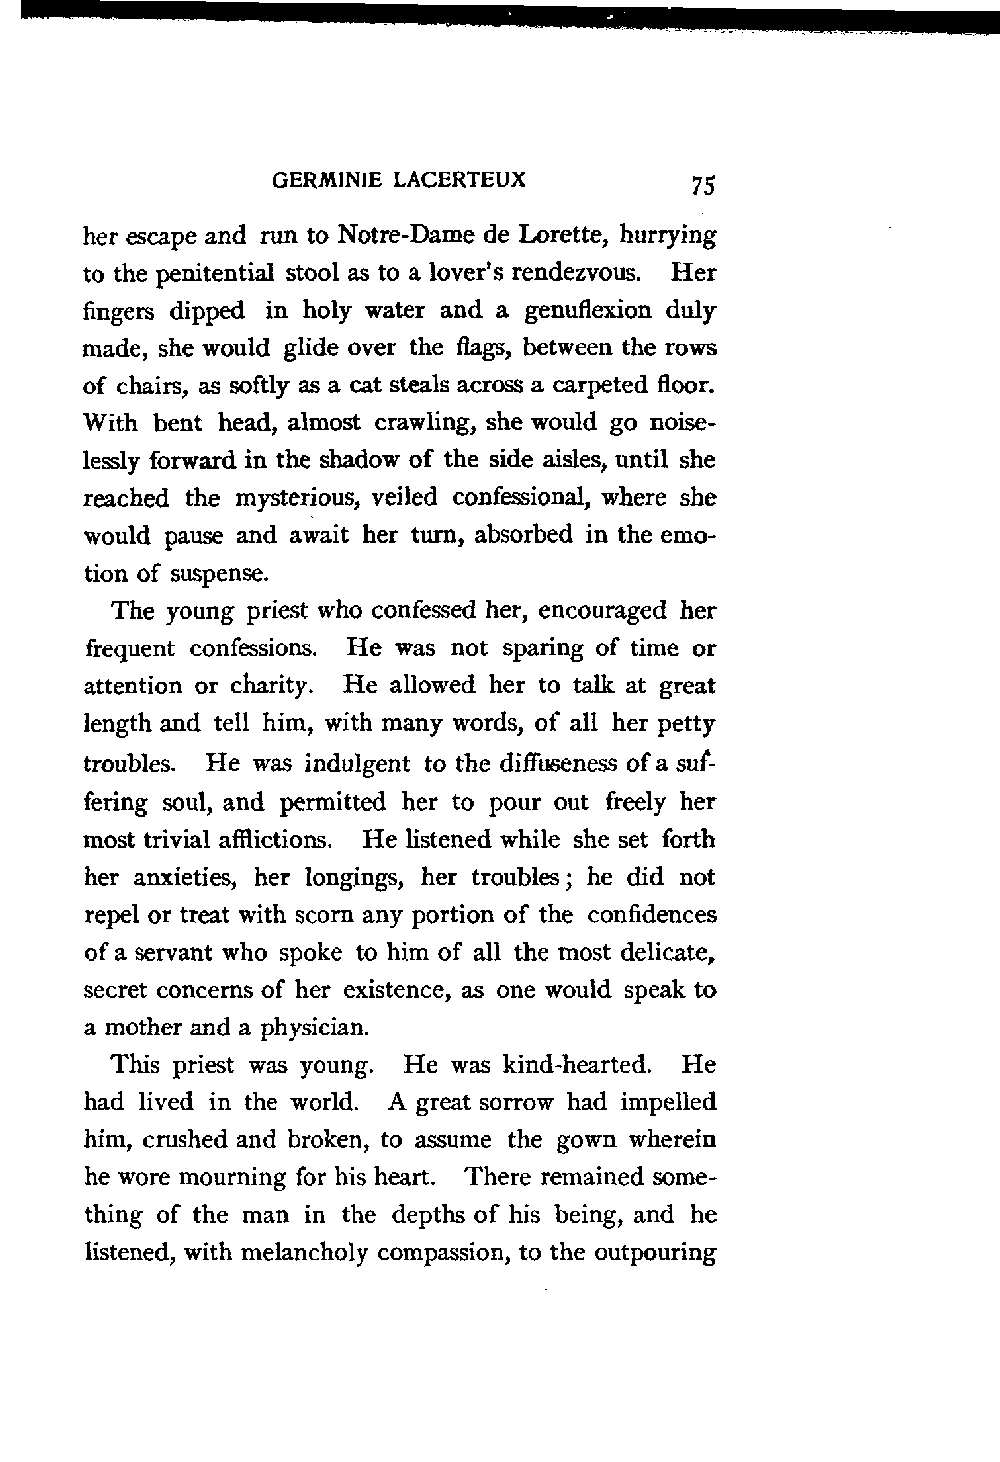 GERMINIE LACERTEUX 75
her escape and run to Notre-Dame de Lorette, hurrying
to the penitential stool as to a lover's rendezvous. Her
fingers dipped in holy water and a genuflexion duly
made, she would glide over the flags, between the rows
of chairs, as softly as a cat steals across a carpeted floor.
With bent head, almost crawling, she would go noise-
lessly forward in the shadow of the side aisles, until she
reached the mysterious, veiled confessional, where she
would pause and await her turn, absorbed in the emo-
tion of suspense.
The young priest who confessed her, encouraged her
frequent confessions. He was not sparing of time or
attention or charity. He allowed her to talk at great
length and tell him, with many words, of all her petty
troubles. He was indulgent to the diffuseness of a suf-
fering soul, and permitted her to pour out freely her
most trivial afflictions. He listened while she set forth
her anxieties, her longings, her troubles; he did not
repel or treat with scorn any portion of the confidences
of a servant who spoke to him of all the most delicate,
secret concerns of her existence, as one would speak to
a mother and a physician.
This priest was young. He was kind-hearted. He
had lived in the world. A great sorrow had impelled
him, crushed and broken, to assume the gown wherein
he wore mourning for his heart. There remained some-
thing of the man in the depths of his being, and he
listened, with melancholy compassion, to the outpouring